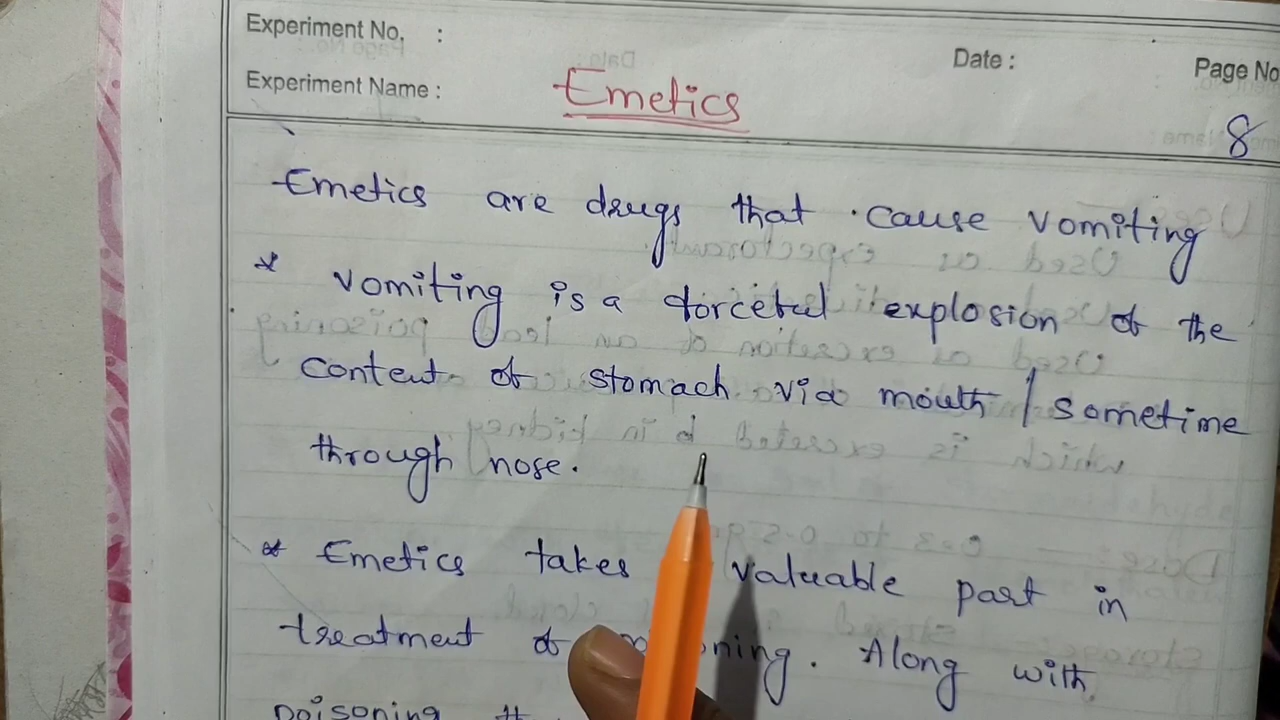 Experiment No. :
Date :
Page No
Experiment Name :
Emetics
8
Emetics are drugs that cause vomiting
* vomiting is a forceful explosion of the
content of stomach via mouth / sometime
through nose.
* Emetics takes valuable part in
treatment of ning. Along with
poisoning